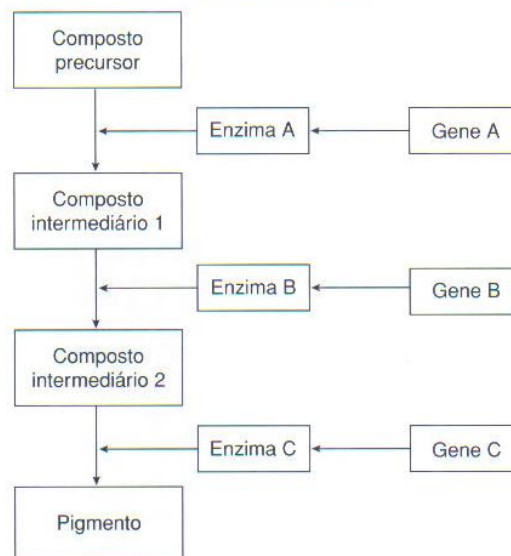 Composto
precursor
Enzima A
Gene A
Composto
intermediário 1
Enzima B
Gene B
Composto
intermediário 2
Enzima C
Gene C
Pigmento